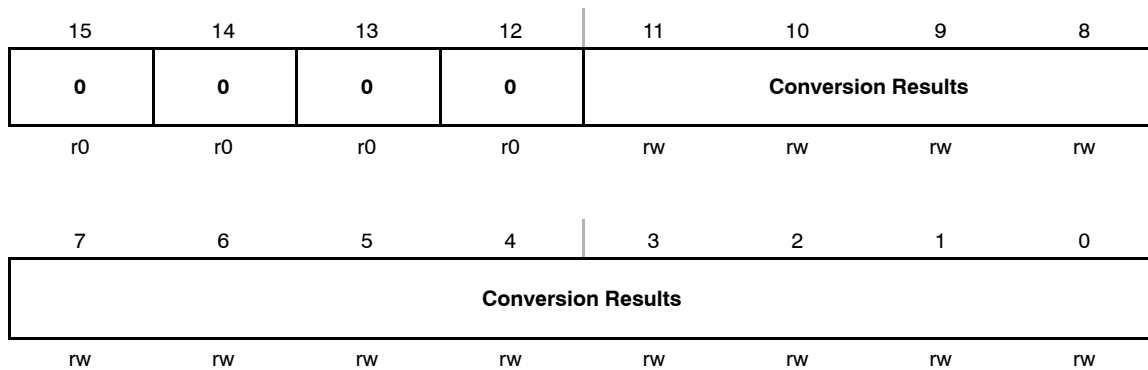 15 14 13 12 11 10 9 8
0 0 0 0 Conversion Results
r0 r0 r0 r0 rw rw rw rw
7 6 5 4 3 2 1 0
Conversion Results
rw rw rw rw rw rw rw rw